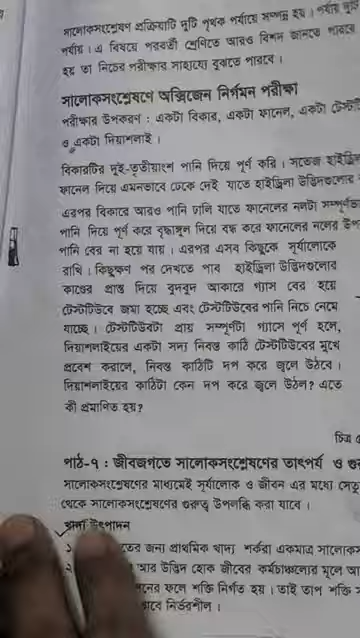 সালোকসংশ্লেষণ প্রক্রিয়াটি দুটি পৃথক পর্যায়ে সম্পন্ন হয়। পর্যায় দুটি
পর্যায়। এ বিষয়ে পরবর্তী শ্রেণিতে আরও বিশদ জানতে পারবে
হয় তা নিচের পরীক্ষার সাহায্যে বুঝতে পারবে।
সালোকসংশ্লেষণে অক্সিজেন নির্গমন পরীক্ষা
পরীক্ষার উপকরণ : একটা বিকার, একটা ফানেল, একটা টেস্ট
ও একটা দিয়াশলাই।
বিকারটির দুই-তৃতীয়াংশ পানি দিয়ে পূর্ণ করি। সতেজ হাইড্রি
ফানেল দিয়ে এমনভাবে ঢেকে দেই যাতে হাইড্রিলা উদ্ভিদগুলোর
এরপর বিকারে আরও পানি ঢালি যাতে ফানেলের নলটা সম্পূর্ণভা
পানি দিয়ে পূর্ণ করে বৃদ্ধাঙ্গুল দিয়ে বন্ধ করে ফানেলের নলের উপ
পানি বের না হয়ে যায়। এরপর এসব কিছুকে সূর্যালোকে
রাখি। কিছুক্ষণ পর দেখতে পাব হাইড্রিলা উদ্ভিদগুলোর
কাণ্ডের প্রান্ত দিয়ে বুদবুদ আকারে গ্যাস বের হয়ে
টেস্টটিউবে জমা হচ্ছে এবং টেস্টটিউবের পানি নিচে নেমে
যাচ্ছে। টেস্টটিউবটা প্রায় সম্পূর্ণটা গ্যাসে পূর্ণ হলে,
দিয়াশলাইয়ের একটা সদ্য নিবন্ত কাঠি টেস্টটিউবের মুখে
প্রবেশ করালে, নিবন্ত কাঠিটি দপ করে জ্বলে উঠবে।
দিয়াশলাইয়ের কাঠিটা কেন দপ করে জ্বলে উঠল? এতে
কী প্রমাণিত হয়?
চিত্র
পাঠ-৭ : জীবজগতে সালোকসংশ্লেষণের তাৎপর্য ও গু
সালোকসংশ্লেষণের মাধ্যমেই সূর্যালোক ও জীবন এর মধ্যে সেতু
থেকে সালোকসংশ্লেষণের গুরুত্ব উপলব্ধি করা যাবে।
খাদ্য উৎপাদন
১ তের জন্য প্রাথমিক খাদ্য শর্করা একমাত্র সালোকস
২ আর উদ্ভিদ হোক জীবের কর্মচাঞ্চল্যের মূলে
নের ফলে শক্তি নির্গত হয়। তাই তাপ শক্তি
বে নির্ভরশীল।